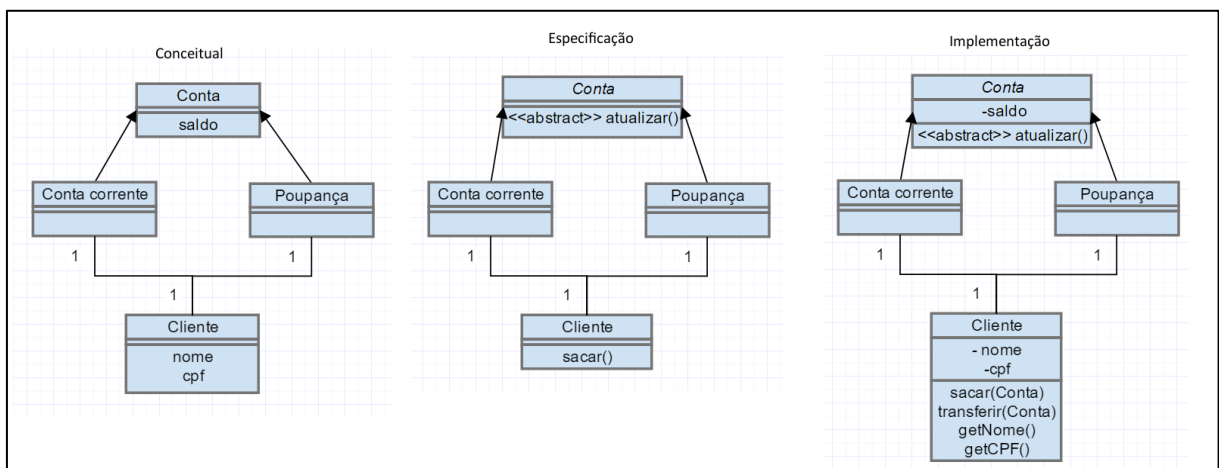 Conceitual
Conta
saldo
Conta corrente
Poupança
1
1
1
Cliente
nome
cpf
Especificação
Conta
<<abstract>> atualizar()
Conta corrente
Poupança
1
1
1
Cliente
sacar()
Implementação
Conta
-saldo
<<abstract>> atualizar()
Conta corrente
Poupança
1
1
1
Cliente
- nome
-cpf
sacar(Conta)
transferir(Conta)
getNome()
getCPF()